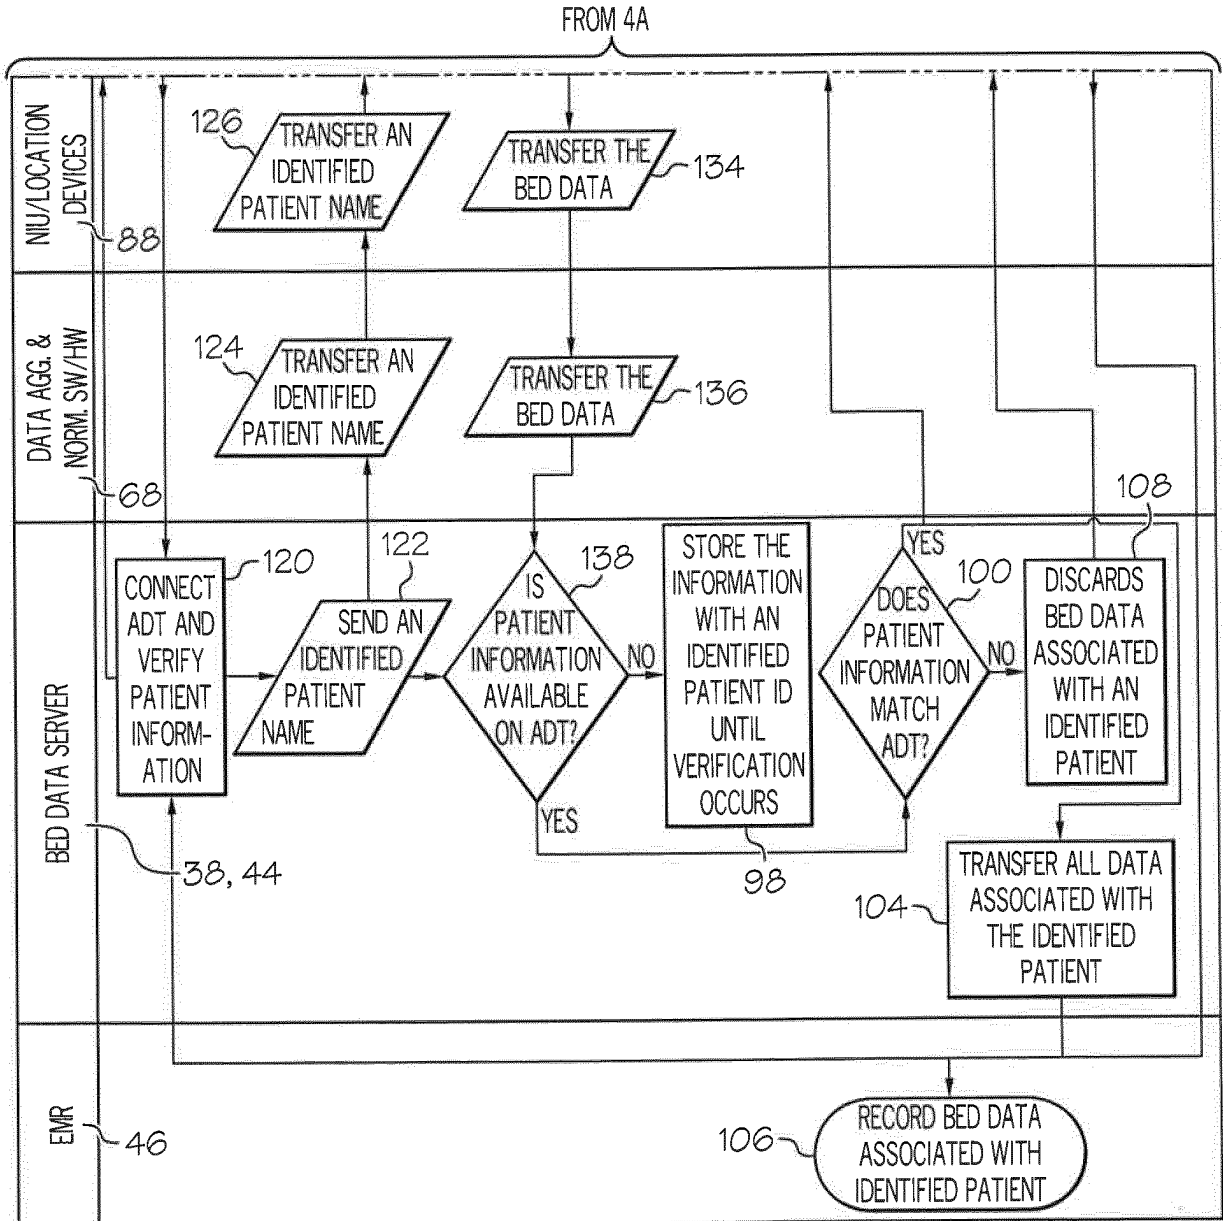 FROM 4A
NIU/LOCATION
DEVICES
88
126
TRANSFER AN
IDENTIFIED
PATIENT NAME
TRANSFER THE
BED DATA
134
DATA AGG. &
NORM. SW/HW
68
124
TRANSFER AN
IDENTIFIED
PATIENT NAME
TRANSFER THE
BED DATA
136
BED DATA SERVER
38, 44
CONNECT
ADT AND
VERIFY
PATIENT
INFORM-
ATION
120
SEND AN
IDENTIFIED
PATIENT
NAME
122
IS
PATIENT
INFORMATION
AVAILABLE
ON ADT?
138
NO
YES
STORE THE
INFORMATION
WITH AN
IDENTIFIED
PATIENT ID
UNTIL
VERIFICATION
OCCURS
98
YES
DOES
PATIENT
INFORMATION
MATCH
ADT?
100
NO
108
DISCARDS
BED DATA
ASSOCIATED
WITH AN
IDENTIFIED
PATIENT
104
TRANSFER ALL DATA
ASSOCIATED WITH
THE IDENTIFIED
PATIENT
EMR
46
106
RECORD BED DATA
ASSOCIATED WITH
IDENTIFIED PATIENT